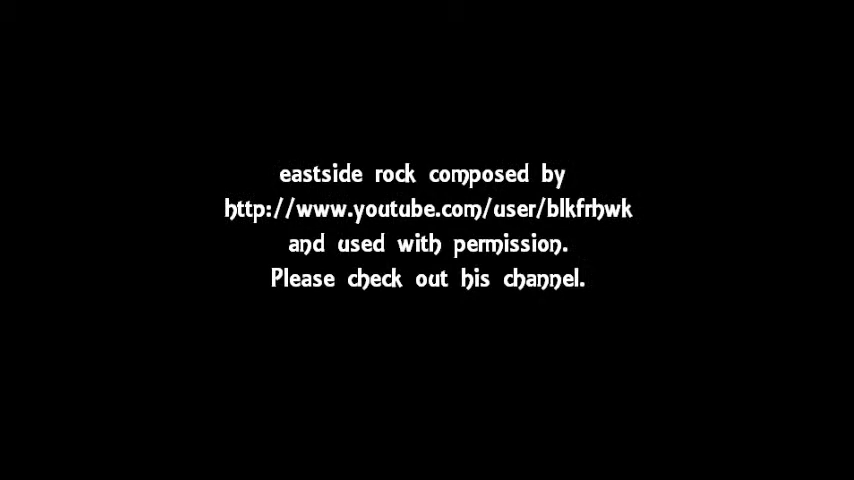 eastside rock composed by
http://www.youtube.com/user/blkfrhwk
and used with permission.
Please check out his channel.